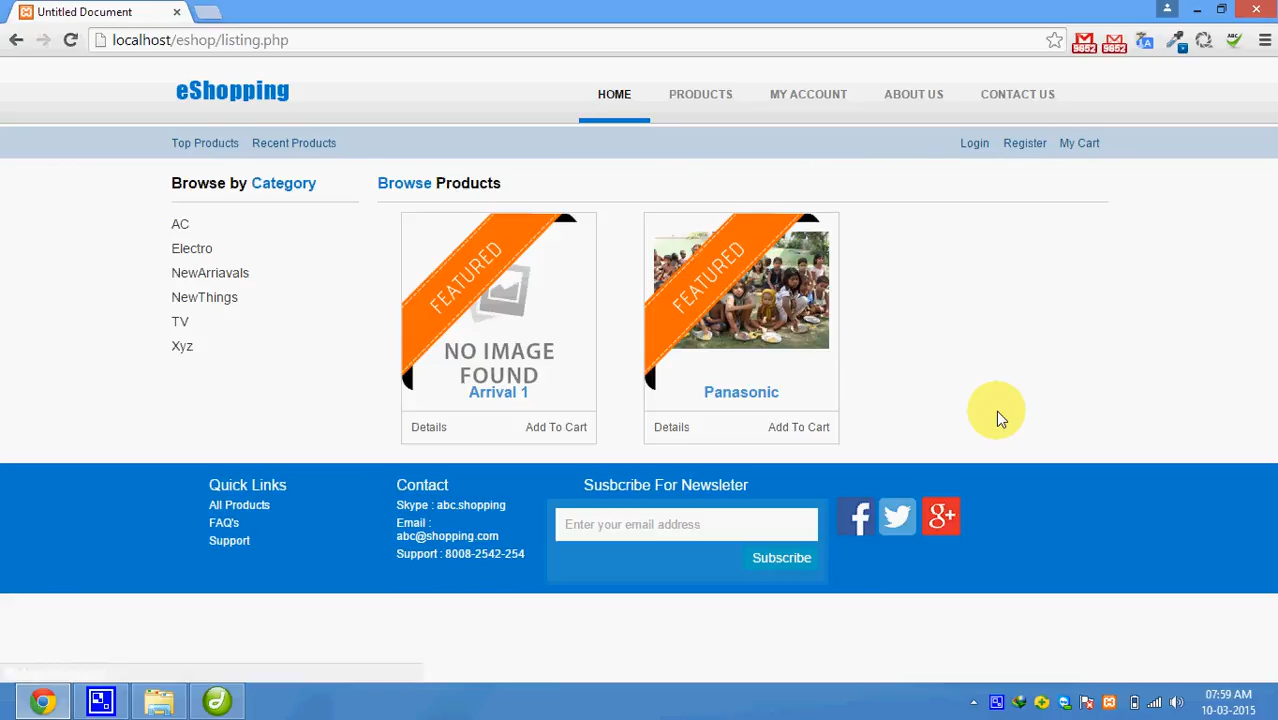 Untitled Document
localhost/eshop/listing.php
9652 9652 ABC
eShopping HOME PRODUCTS MY ACCOUNT ABOUT US CONTACT US
Top Products Recent Products Login Register My Cart
Browse by Category Browse Products
AC
Electro
NewArriavals
NewThings
TV
Xyz
FEATURED FEATURED
NO IMAGE
FOUND
Arrival 1 Panasonic
Details Add To Cart Details Add To Cart
Quick Links Contact Susbcribe For Newsleter
All Products Skype : abc.shopping
FAQ's Email :
abc@shopping.com
Support Support : 8008-2542-254
Enter your email address
Subscribe
f g+
07:59 AM
10-03-2015